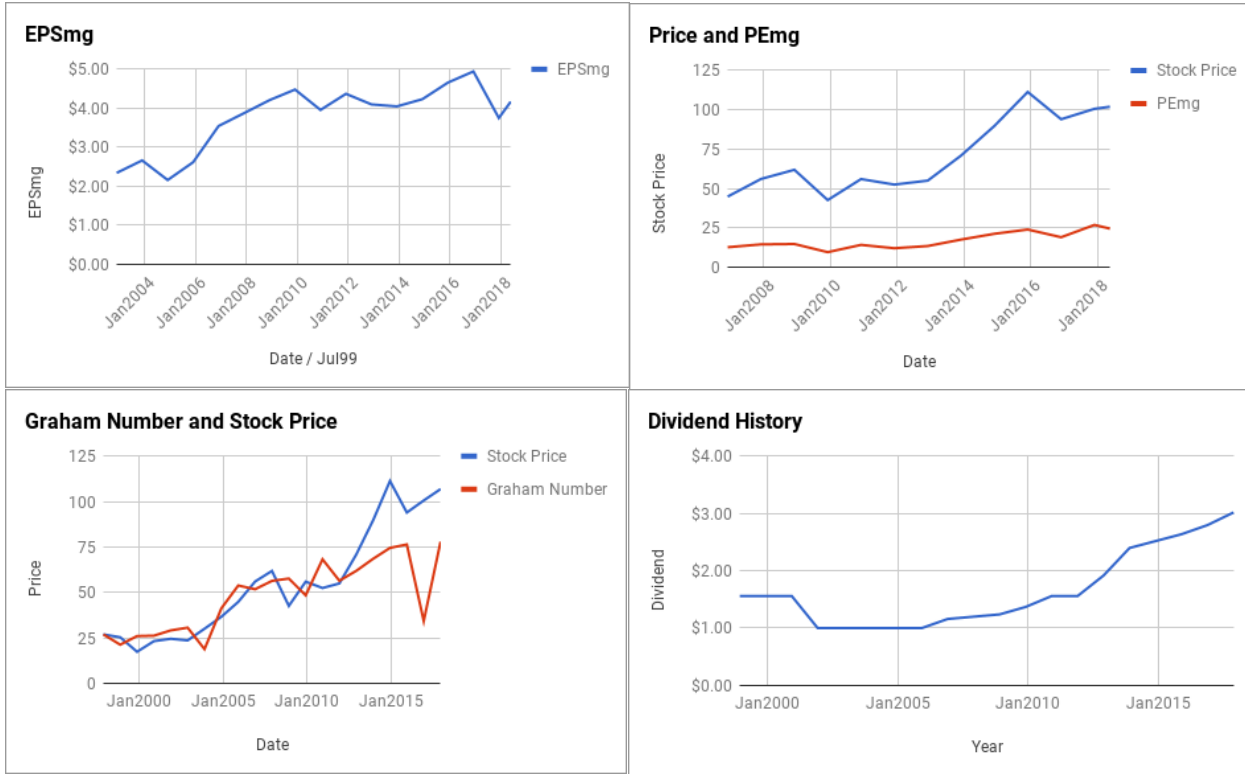 EPSmg
$5.00
$4.00
$3.00
$2.00
$1.00
$0.00
EPSmg
Jan2004
Jan2006
Jan2008
Jan2010
Jan2012
Jan2014
Jan2016
Jan2018
Date / Jul99
EPSmg
Price and PEmg
125
100
75
50
25
0
Stock Price
Jan2008
Jan2010
Jan2012
Jan2014
Jan2016
Jan2018
Date
Stock Price
PEmg
Graham Number and Stock Price
125
100
75
50
25
0
Price
Jan2000
Jan2005
Jan2010
Jan2015
Date
Stock Price
Graham Number
Dividend History
$4.00
$3.00
$2.00
$1.00
$0.00
Dividend
Jan2000
Jan2005
Jan2010
Jan2015
Year